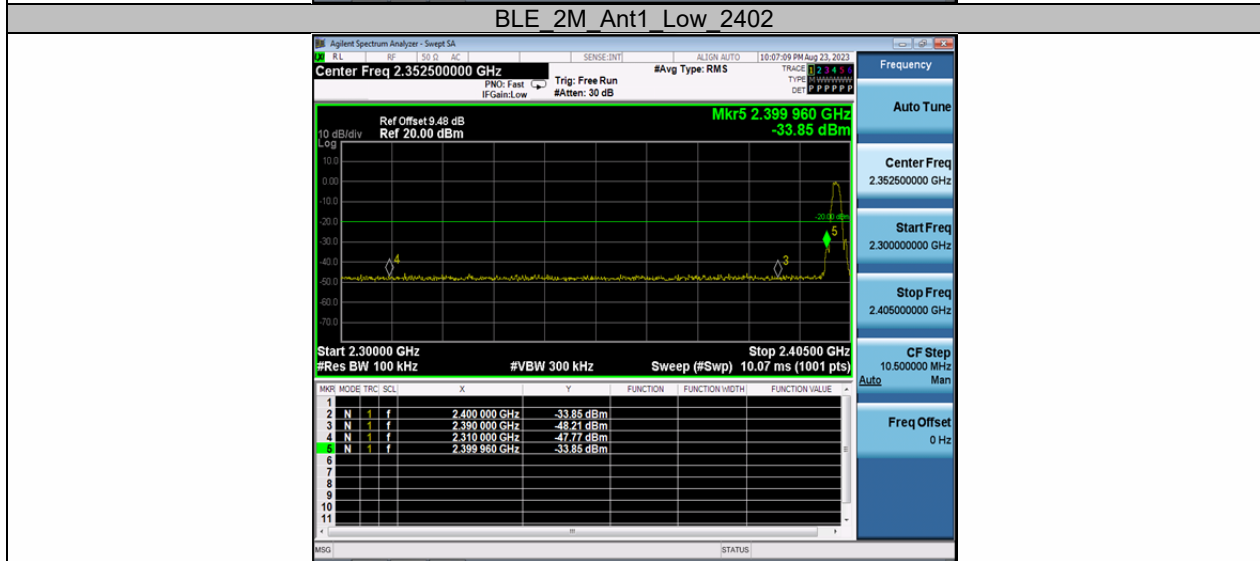 BLE_2M_Ant1_Low_2402
Agilent Spectrum Analyzer - Swept SA
RL RF 50 Ω AC SENSE:INT ALIGN AUTO 10:07:09 PM Aug 23, 2023
Center Freq 2.352500000 GHz
#Avg Type: RMS
TRACE 1 2 3 4 5 6
PNO: Fast
Trig: Free Run
TYPE M WWWWW
IFGain:Low
#Atten: 30 dB
DET P P P P P P
Frequency
Auto Tune
Mkr5 2.399 960 GHz
-33.85 dBm
Ref Offset 9.48 dB
10 dB/div
Ref 20.00 dBm
Log
10.0
0.00
-10.0
-20.0
-30.0
-40.0
-50.0
-60.0
-70.0
-20.00 dBm
5
4
3
Center Freq
2.352500000 GHz
Start Freq
2.300000000 GHz
Stop Freq
2.405000000 GHz
CF Step
10.500000 MHz
Auto Man
Freq Offset
0 Hz
Start 2.30000 GHz
Stop 2.40500 GHz
#Res BW 100 kHz
#VBW 300 kHz
Sweep (#Swp) 10.07 ms (1001 pts)
MKR MODE TRC SCL X Y FUNCTION FUNCTION WIDTH FUNCTION VALUE
1
2 N 1 f 2.400 000 GHz -33.85 dBm
3 N 1 f 2.390 000 GHz -48.21 dBm
4 N 1 f 2.310 000 GHz -47.77 dBm
5 N 1 f 2.399 960 GHz -33.85 dBm
6
7
8
9
10
11
MSG
STATUS